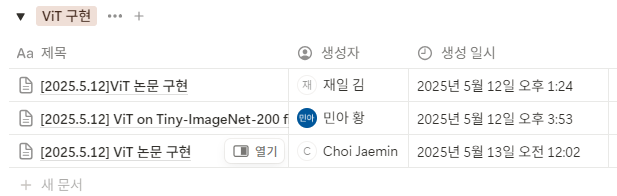 ViT 구현
Aa 제목 생성자 생성 일시
[2025.5.12]ViT 논문 구현 재 재일 김 2025년 5월 12일 오후 1:24
[2025.5.12] ViT on Tiny-ImageNet-200 f 민아 민아 황 2025년 5월 12일 오후 3:53
[2025.5.12] ViT 논문 구현 열기 C Choi Jaemin 2025년 5월 13일 오전 12:02
+ 새 문서